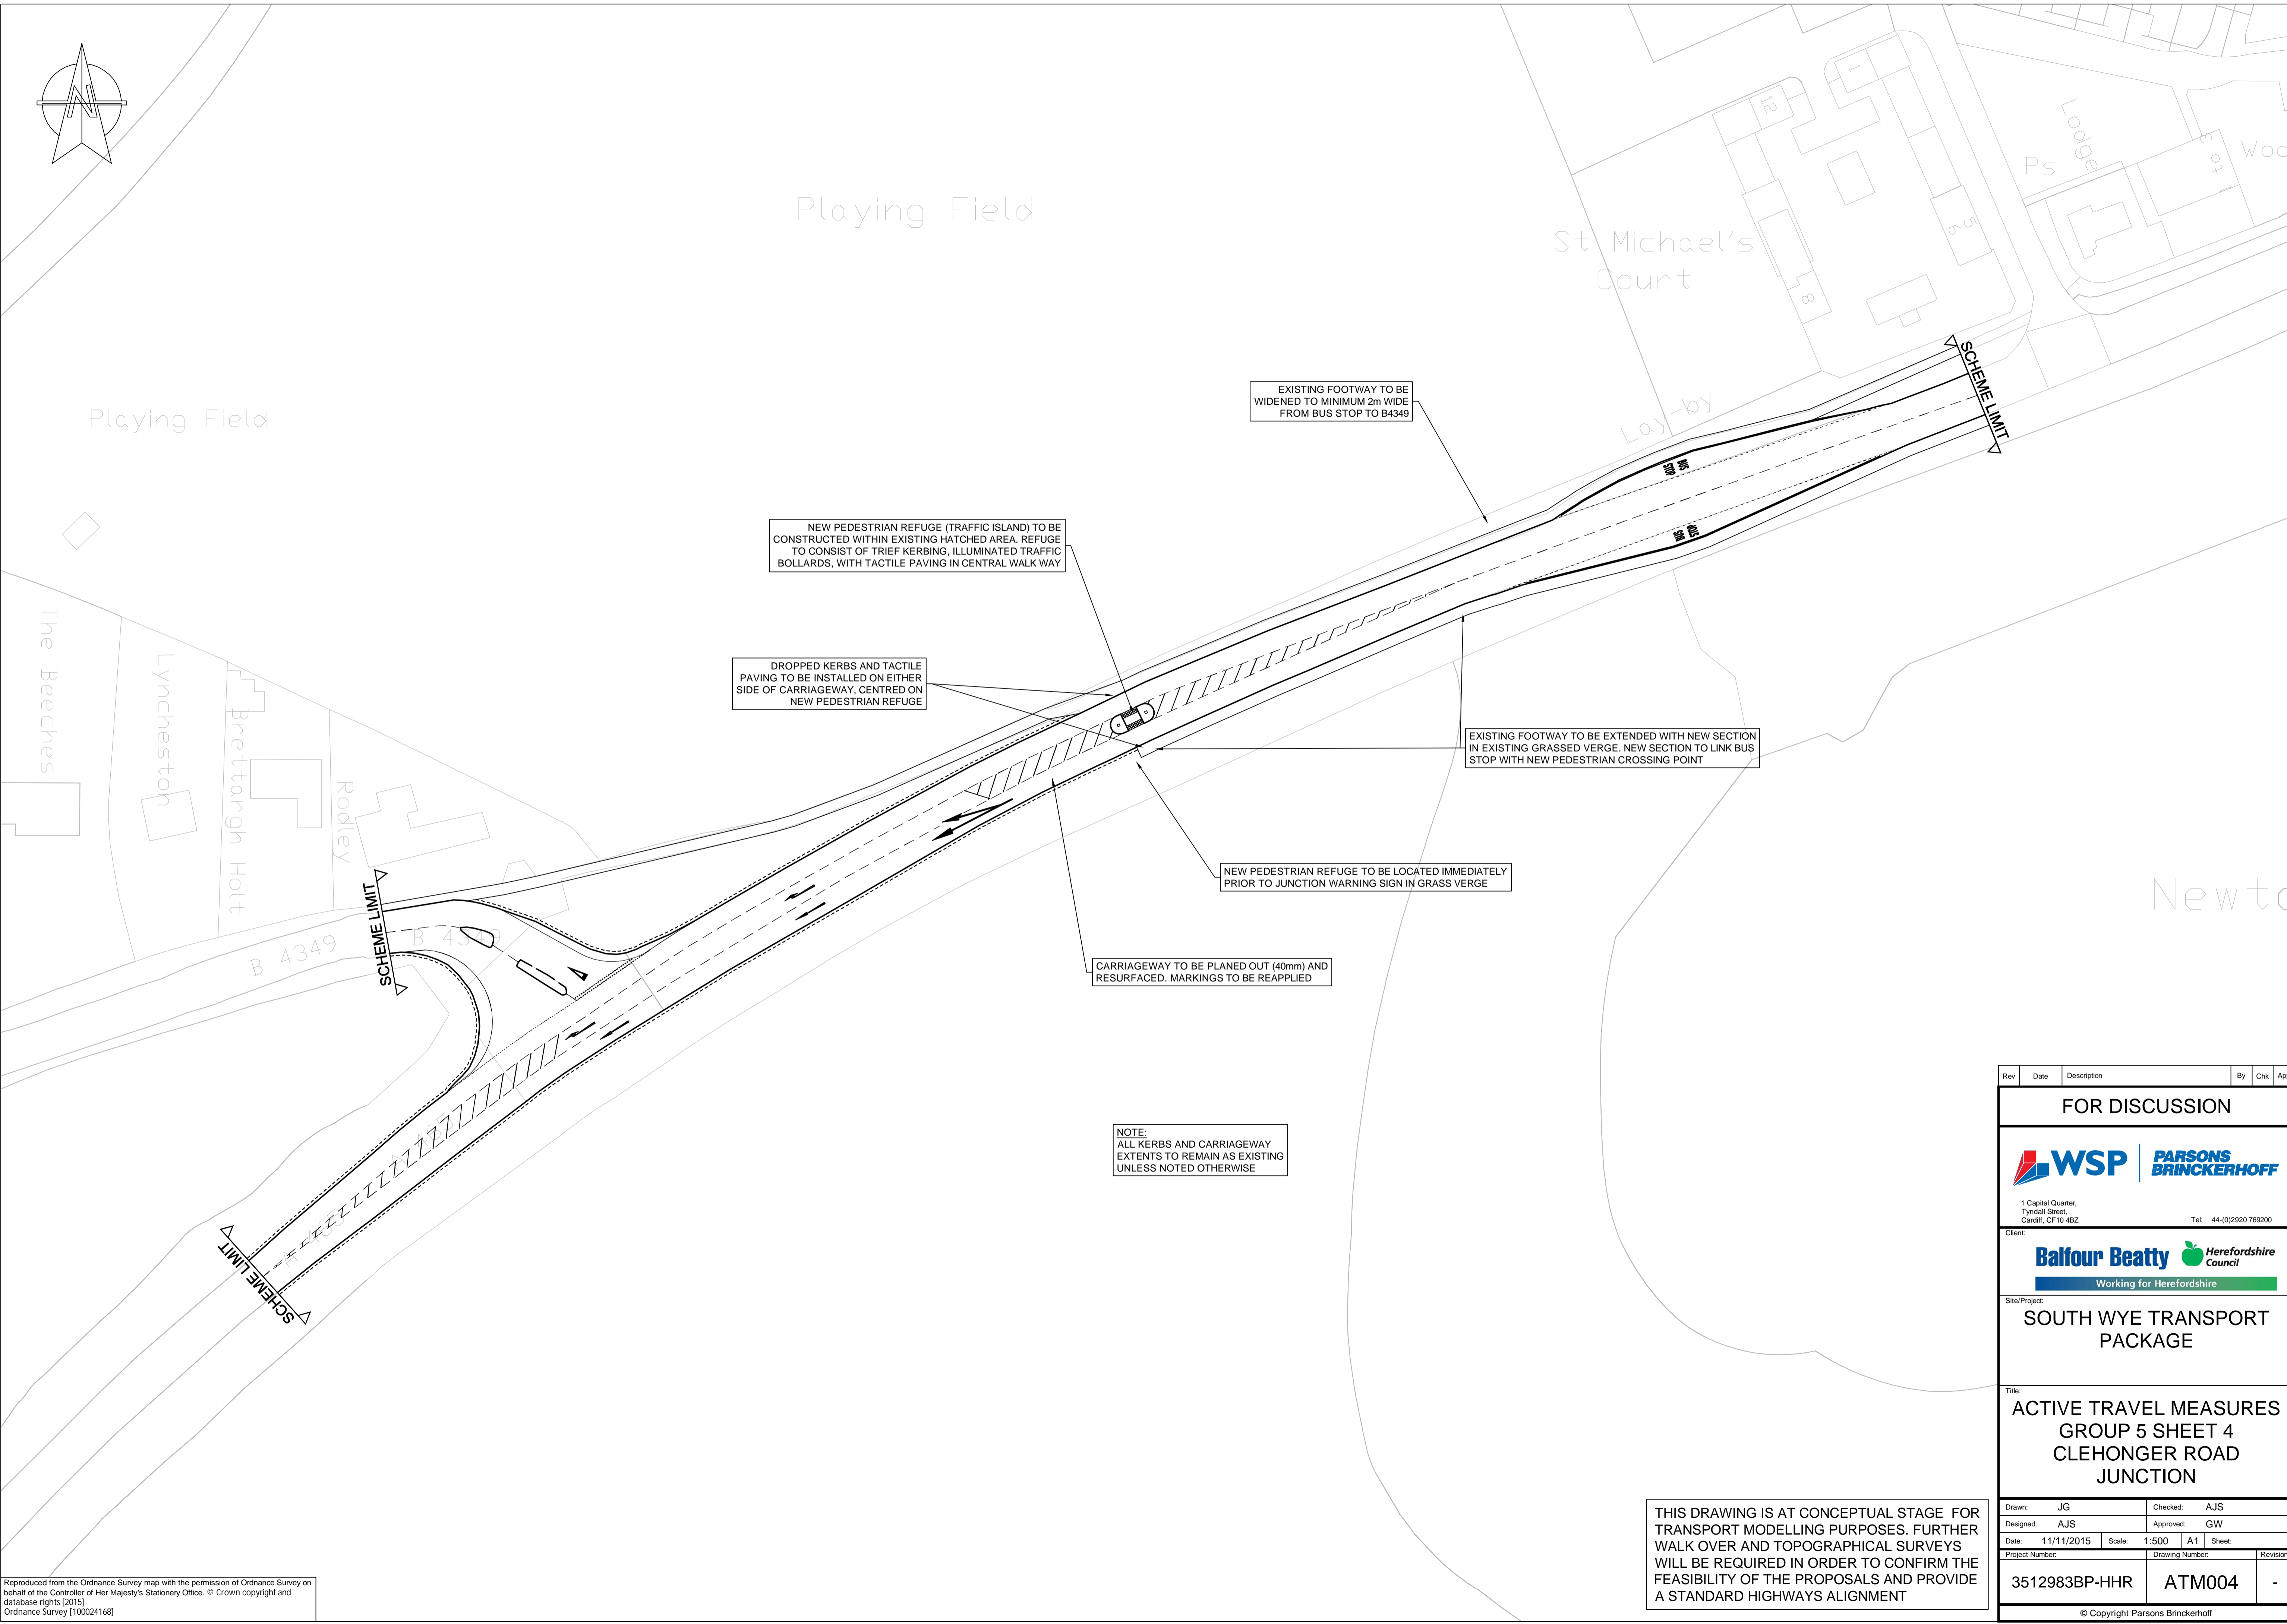 Playing Field
Playing Field
St Michael's
Court
12
1
5
6
8
Lodge
Ps
Lay-by
SCHEME LIMIT
EXISTING FOOTWAY TO BE
WIDENED TO MINIMUM 2m WIDE
FROM BUS STOP TO B4349
BUS
STOP
BUS
STOP
NEW PEDESTRIAN REFUGE (TRAFFIC ISLAND) TO BE
CONSTRUCTED WITHIN EXISTING HATCHED AREA. REFUGE
TO CONSIST OF TRIEF KERBING, ILLUMINATED TRAFFIC
BOLLARDS, WITH TACTILE PAVING IN CENTRAL WALK WAY
DROPPED KERBS AND TACTILE
PAVING TO BE INSTALLED ON EITHER
SIDE OF CARRIAGEWAY, CENTRED ON
NEW PEDESTRIAN REFUGE
EXISTING FOOTWAY TO BE EXTENDED WITH NEW SECTION
IN EXISTING GRASSED VERGE. NEW SECTION TO LINK BUS
STOP WITH NEW PEDESTRIAN CROSSING POINT
NEW PEDESTRIAN REFUGE TO BE LOCATED IMMEDIATELY
PRIOR TO JUNCTION WARNING SIGN IN GRASS VERGE
CARRIAGEWAY TO BE PLANED OUT (40mm) AND
RESURFACED. MARKINGS TO BE REAPPLIED
The Beeches
Lyncheston
Brettargh Holt
Rodley
SCHEME LIMIT
B 4349
B 4349
SCHEME LIMIT
NOTE:
ALL KERBS AND CARRIAGEWAY
EXTENTS TO REMAIN AS EXISTING
UNLESS NOTED OTHERWISE
THIS DRAWING IS AT CONCEPTUAL STAGE FOR
TRANSPORT MODELLING PURPOSES. FURTHER
WALK OVER AND TOPOGRAPHICAL SURVEYS
WILL BE REQUIRED IN ORDER TO CONFIRM THE
FEASIBILITY OF THE PROPOSALS AND PROVIDE
A STANDARD HIGHWAYS ALIGNMENT
Reproduced from the Ordnance Survey map with the permission of Ordnance Survey on
behalf of the Controller of Her Majesty's Stationery Office. © Crown copyright and
database rights [2015]
Ordnance Survey [100024168]
Rev Date Description By Chk
FOR DISCUSSION
WSP PARSONS
BRINCKERHOFF
1 Capital Quarter,
Tyndall Street,
Cardiff, CF10 4BZ Tel: 44-(0)2920 769200
Client:
Balfour Beatty Herefordshire
Council
Working for Herefordshire
Site/Project:
SOUTH WYE TRANSPORT
PACKAGE
Title:
ACTIVE TRAVEL MEASURES
GROUP 5 SHEET 4
CLEHONGER ROAD
JUNCTION
Drawn: JG Checked: AJS
Designed: AJS Approved: GW
Date: 11/11/2015 Scale: 1:500 A1 Sheet:
Project Number: Drawing Number: Revision
3512983BP-HHR ATM004 -
© Copyright Parsons Brinckerhoff